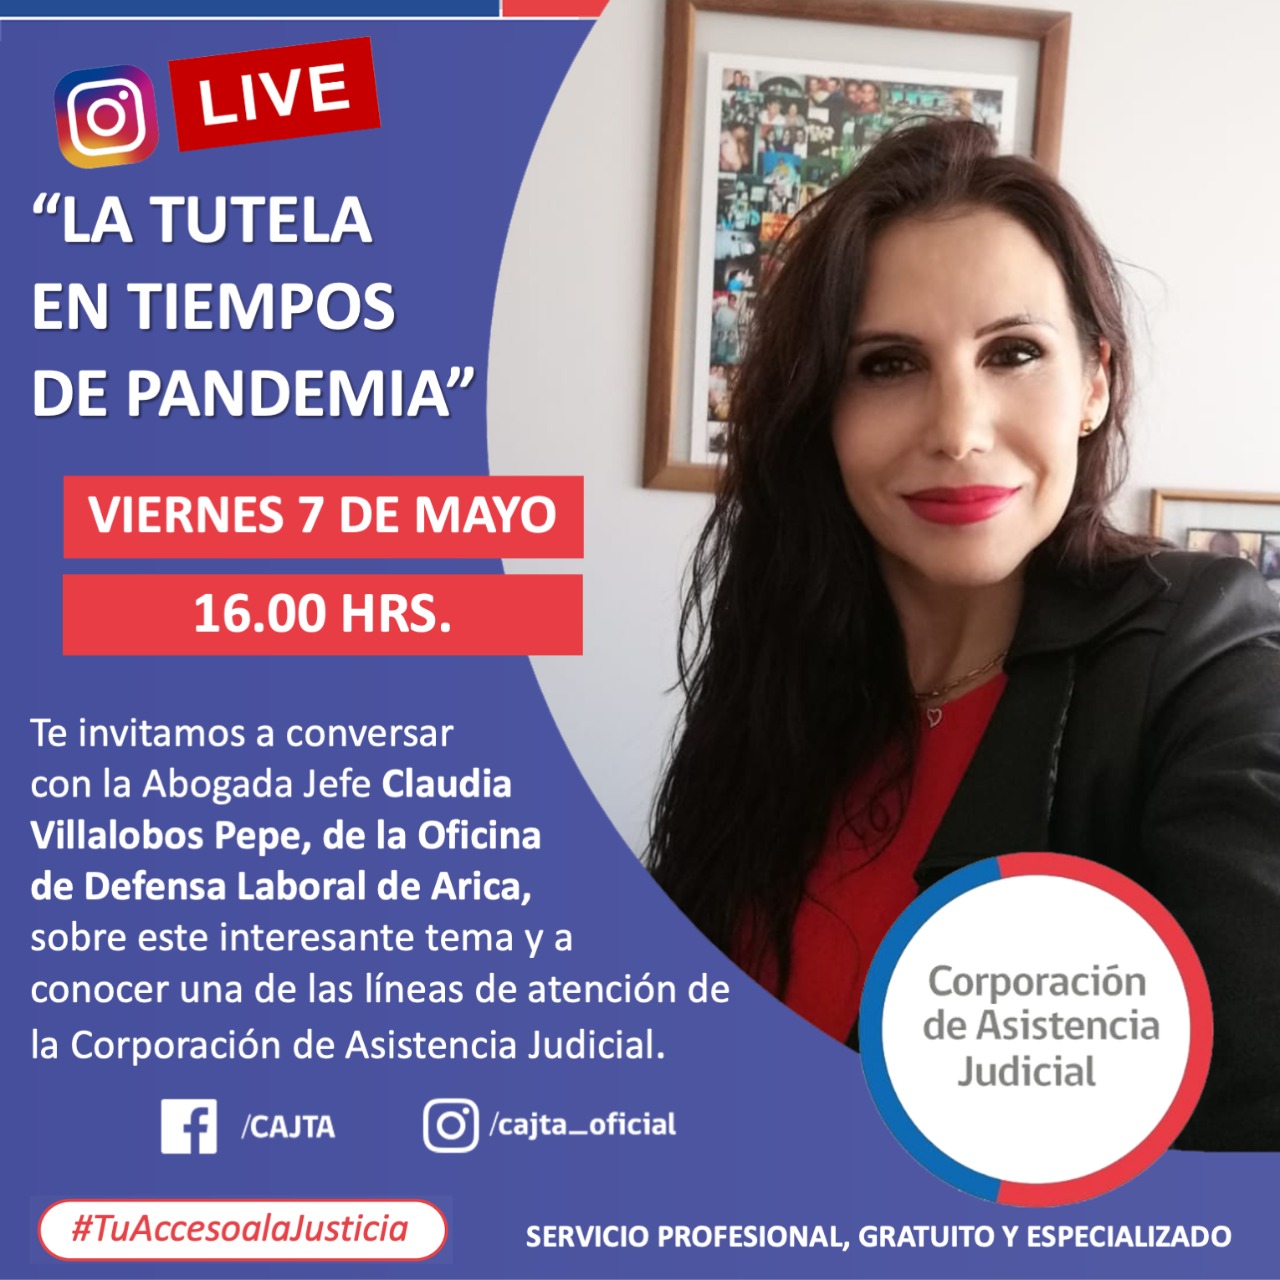 LIVE
“LA TUTELA
EN TIEMPOS
DE PANDEMIA”
VIERNES 7 DE MAYO
16.00 HRS.
Te invitamos a conversar
con la Abogada Jefe Claudia
Villalobos Pepe, de la Oficina
de Defensa Laboral de Arica,
sobre este interesante tema y a
conocer una de las líneas de atención de
la Corporación de Asistencia Judicial.
/CAJTA
/cajta_oficial
Corporación
de Asistencia
Judicial
#TuAccesoalaJusticia
SERVICIO PROFESIONAL, GRATUITO Y ESPECIALIZADO